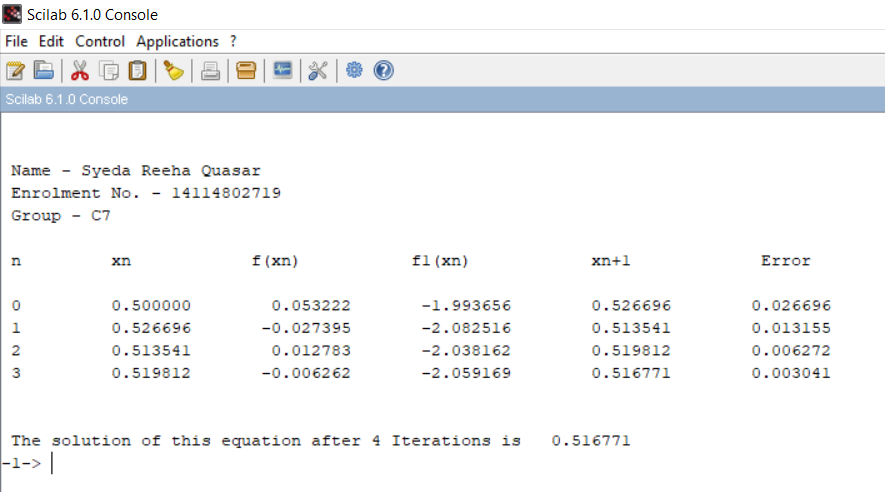 Scilab 6.1.0 Console
File Edit Control Applications ?
Scilab 6.1.0 Console
Name - Syeda Reeha Quasar
Enrolment No. - 14114802719
Group - C7
n xn f(xn) f1(xn) xn+1 Error
0 0.500000 0.053222 -1.993656 0.526696 0.026696
1 0.526696 -0.027395 -2.082516 0.513541 0.013155
2 0.513541 0.012783 -2.038162 0.519812 0.006272
3 0.519812 -0.006262 -2.059169 0.516771 0.003041
The solution of this equation after 4 Iterations is 0.516771
-1->